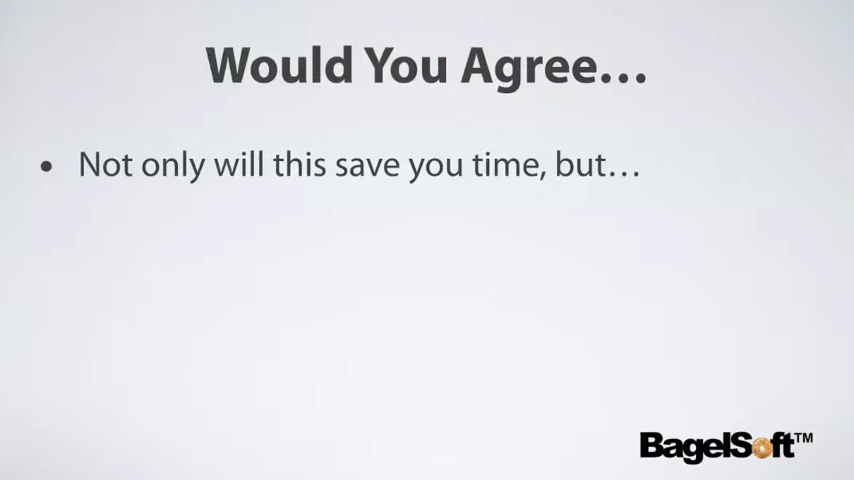 Would You Agree…
• Not only will this save you time, but…
BagelSoft™